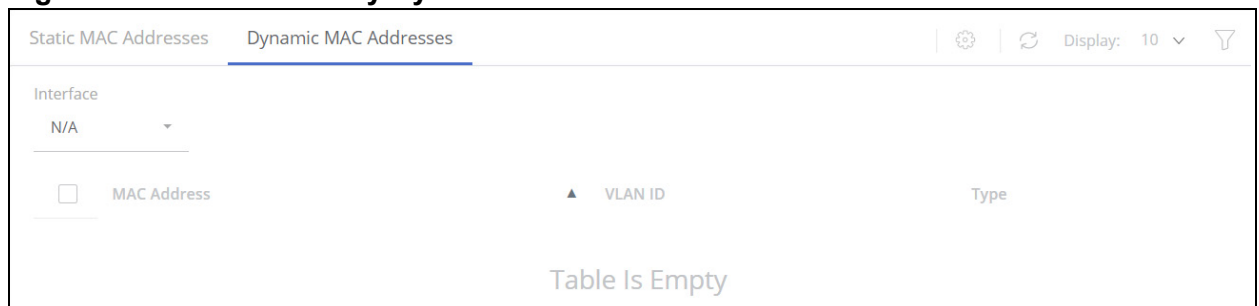 Static MAC Addresses Dynamic MAC Addresses Display: 10
Interface
N/A
MAC Address VLAN ID Type
Table Is Empty